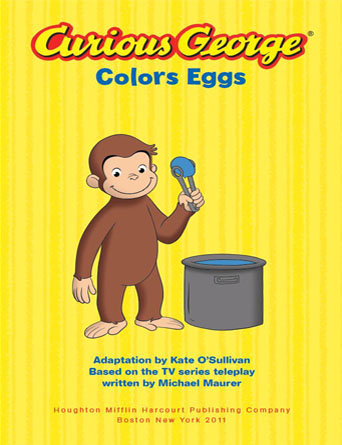 Curious George®
Colors Eggs
Adaptation by Kate O'Sullivan
Based on the TV series teleplay
written by Michael Maurer
Houghton Mifflin Harcourt Publishing Company
Boston New York 2011